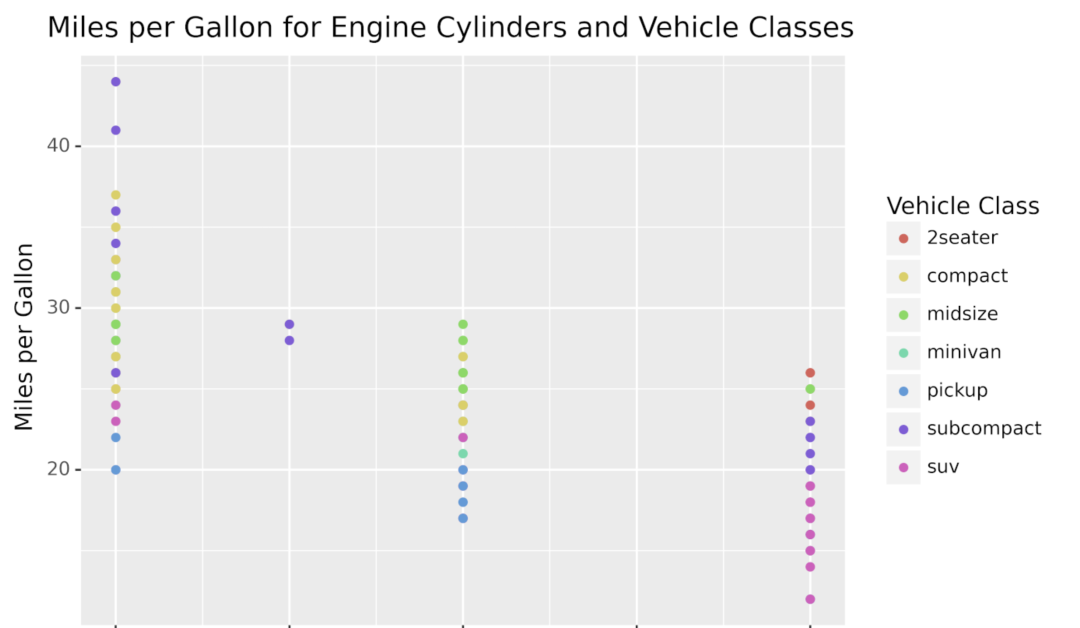 Miles per Gallon for Engine Cylinders and Vehicle Classes
40
30
20
Miles per Gallon
Vehicle Class
2seater
compact
midsize
minivan
pickup
subcompact
suv